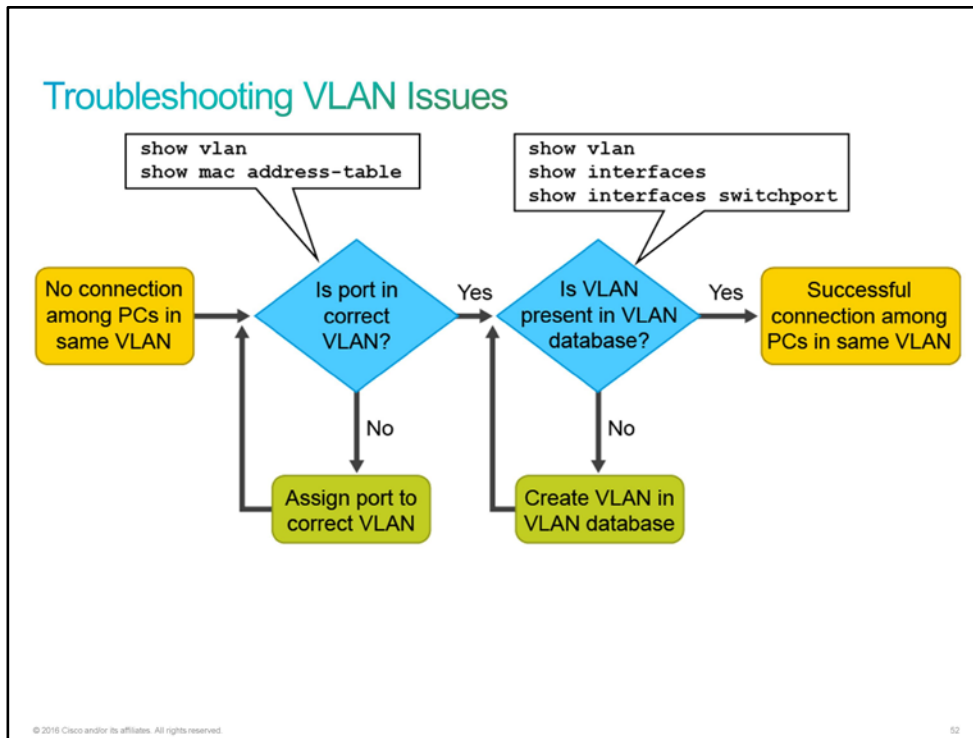 Troubleshooting VLAN Issues
show vlan
show mac address-table
show vlan
show interfaces
show interfaces switchport
No connection
among PCs in
same VLAN
Is port in
correct
VLAN?
Yes
Is VLAN
present in VLAN
database?
Yes
Successful
connection among
PCs in same VLAN
No
No
Assign port to
correct VLAN
Create VLAN in
VLAN database
© 2016 Cisco and/or its affiliates. All rights reserved.
52